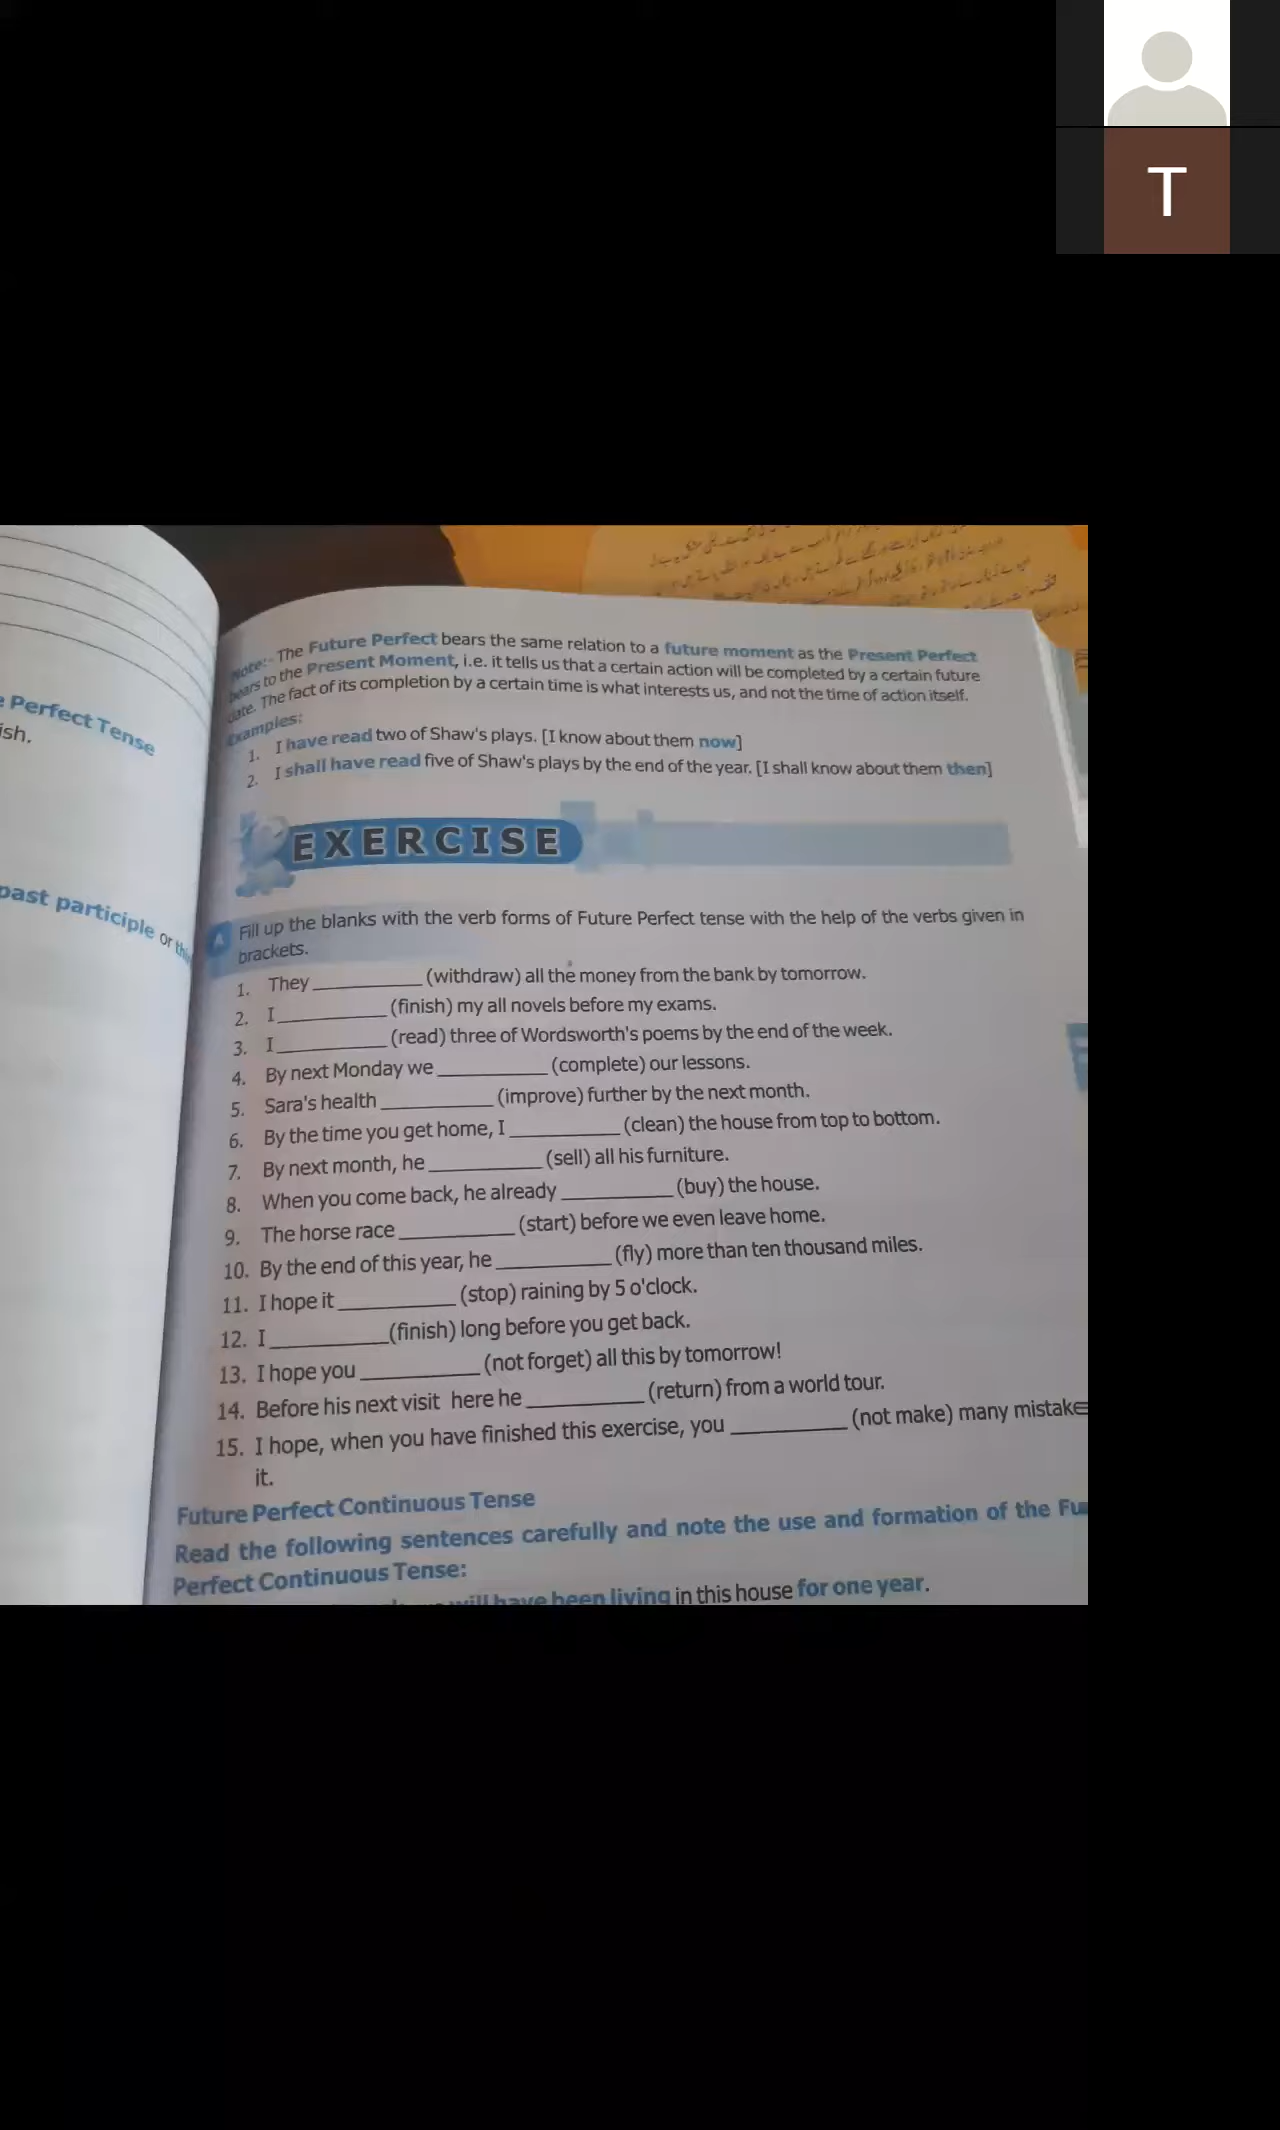 T
Note:- The Future Perfect bears the same relation to a future moment as the Present Perfect
bears to the Present Moment, i.e. it tells us that a certain action will be completed by a certain future
date. The fact of its completion by a certain time is what interests us, and not the time of action itself.
Examples:
1. I have read two of Shaw's plays. [I know about them now]
2. I shall have read five of Shaw's plays by the end of the year. [I shall know about them then]
e Perfect Tense
ish.
past participle or
EXERCISE
A Fill up the blanks with the verb forms of Future Perfect tense with the help of the verbs given in
brackets.
1. They __________ (withdraw) all the money from the bank by tomorrow.
2. I __________ (finish) my all novels before my exams.
3. I __________ (read) three of Wordsworth's poems by the end of the week.
4. By next Monday we __________ (complete) our lessons.
5. Sara's health __________ (improve) further by the next month.
6. By the time you get home, I __________ (clean) the house from top to bottom.
7. By next month, he __________ (sell) all his furniture.
8. When you come back, he already __________ (buy) the house.
9. The horse race __________ (start) before we even leave home.
10. By the end of this year, he __________ (fly) more than ten thousand miles.
11. I hope it __________ (stop) raining by 5 o'clock.
12. I __________ (finish) long before you get back.
13. I hope you __________ (not forget) all this by tomorrow!
14. Before his next visit here he __________ (return) from a world tour.
15. I hope, when you have finished this exercise, you __________ (not make) many mistake
it.
Future Perfect Continuous Tense
Read the following sentences carefully and note the use and formation of the Fu
Perfect Continuous Tense:
will have been living in this house for one year.